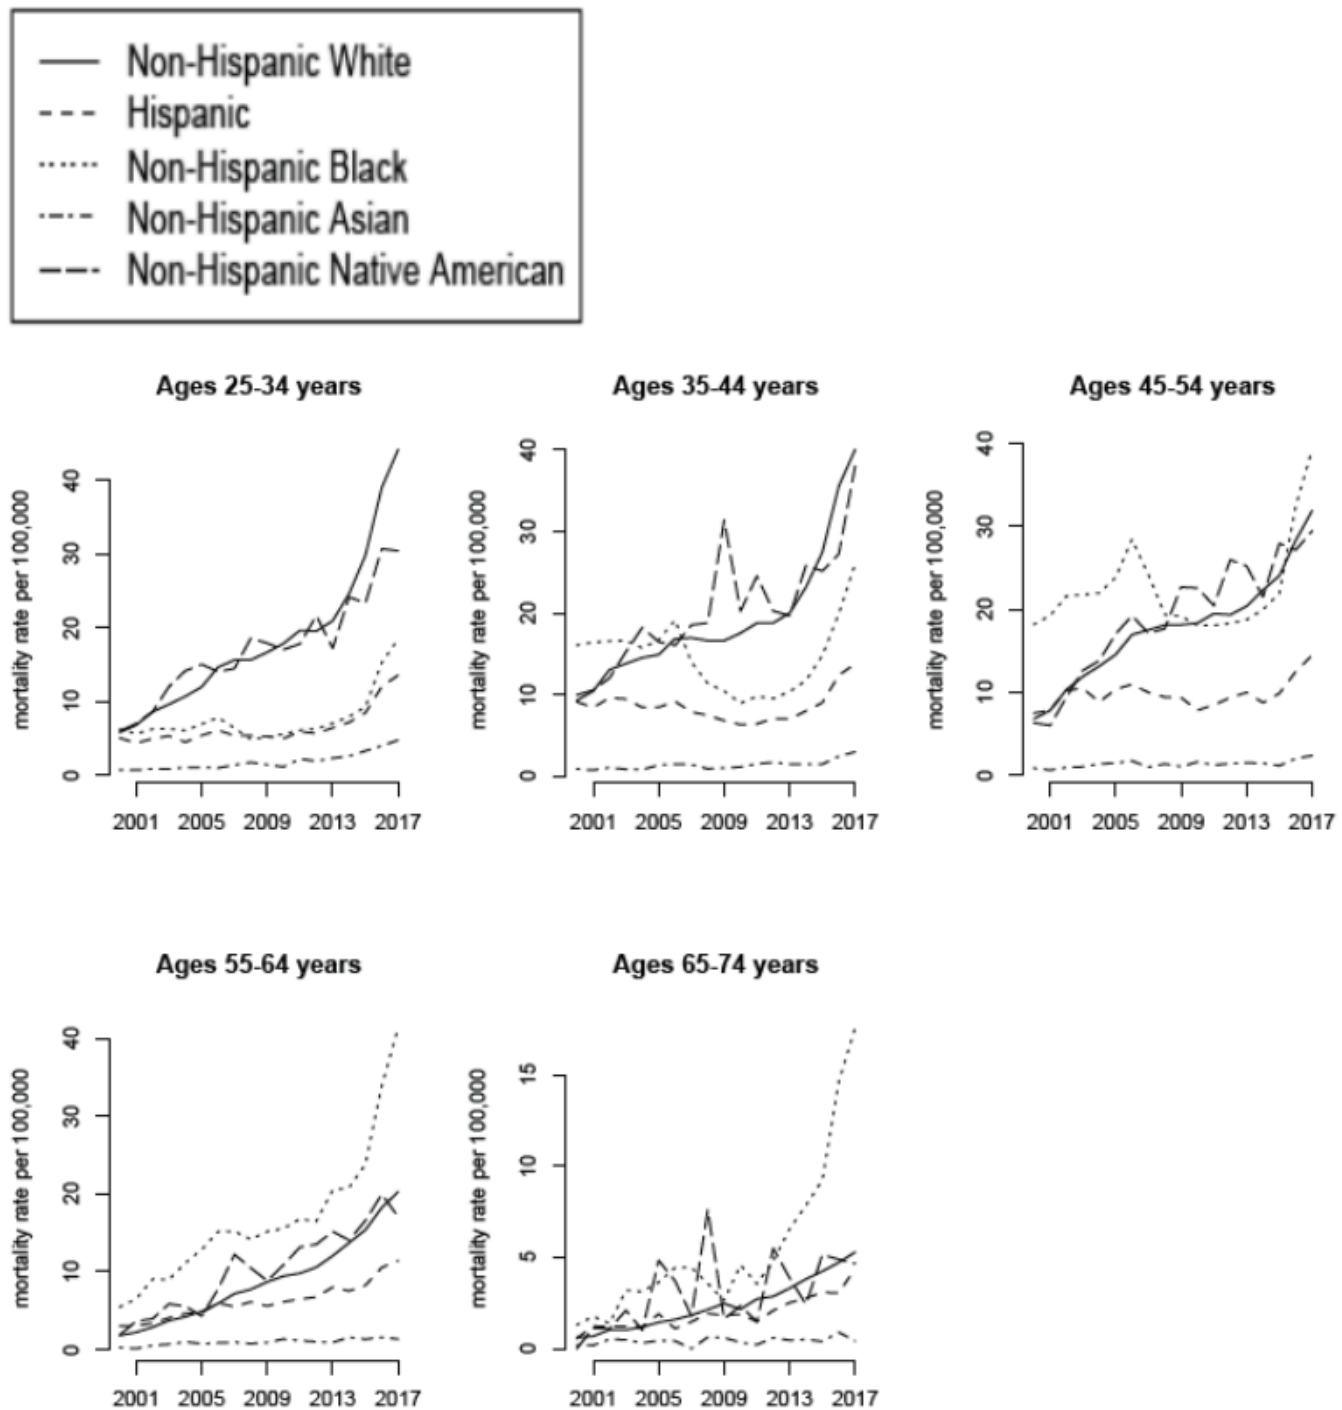 Non-Hispanic White
Hispanic
Non-Hispanic Black
Non-Hispanic Asian
Non-Hispanic Native American
Ages 25-34 years
mortality rate per 100,000
40
30
20
10
0
2001 2005 2009 2013 2017
Ages 35-44 years
mortality rate per 100,000
40
30
20
10
0
2001 2005 2009 2013 2017
Ages 45-54 years
mortality rate per 100,000
40
30
20
10
0
2001 2005 2009 2013 2017
Ages 55-64 years
mortality rate per 100,000
40
30
20
10
0
2001 2005 2009 2013 2017
Ages 65-74 years
mortality rate per 100,000
15
10
5
0
2001 2005 2009 2013 2017